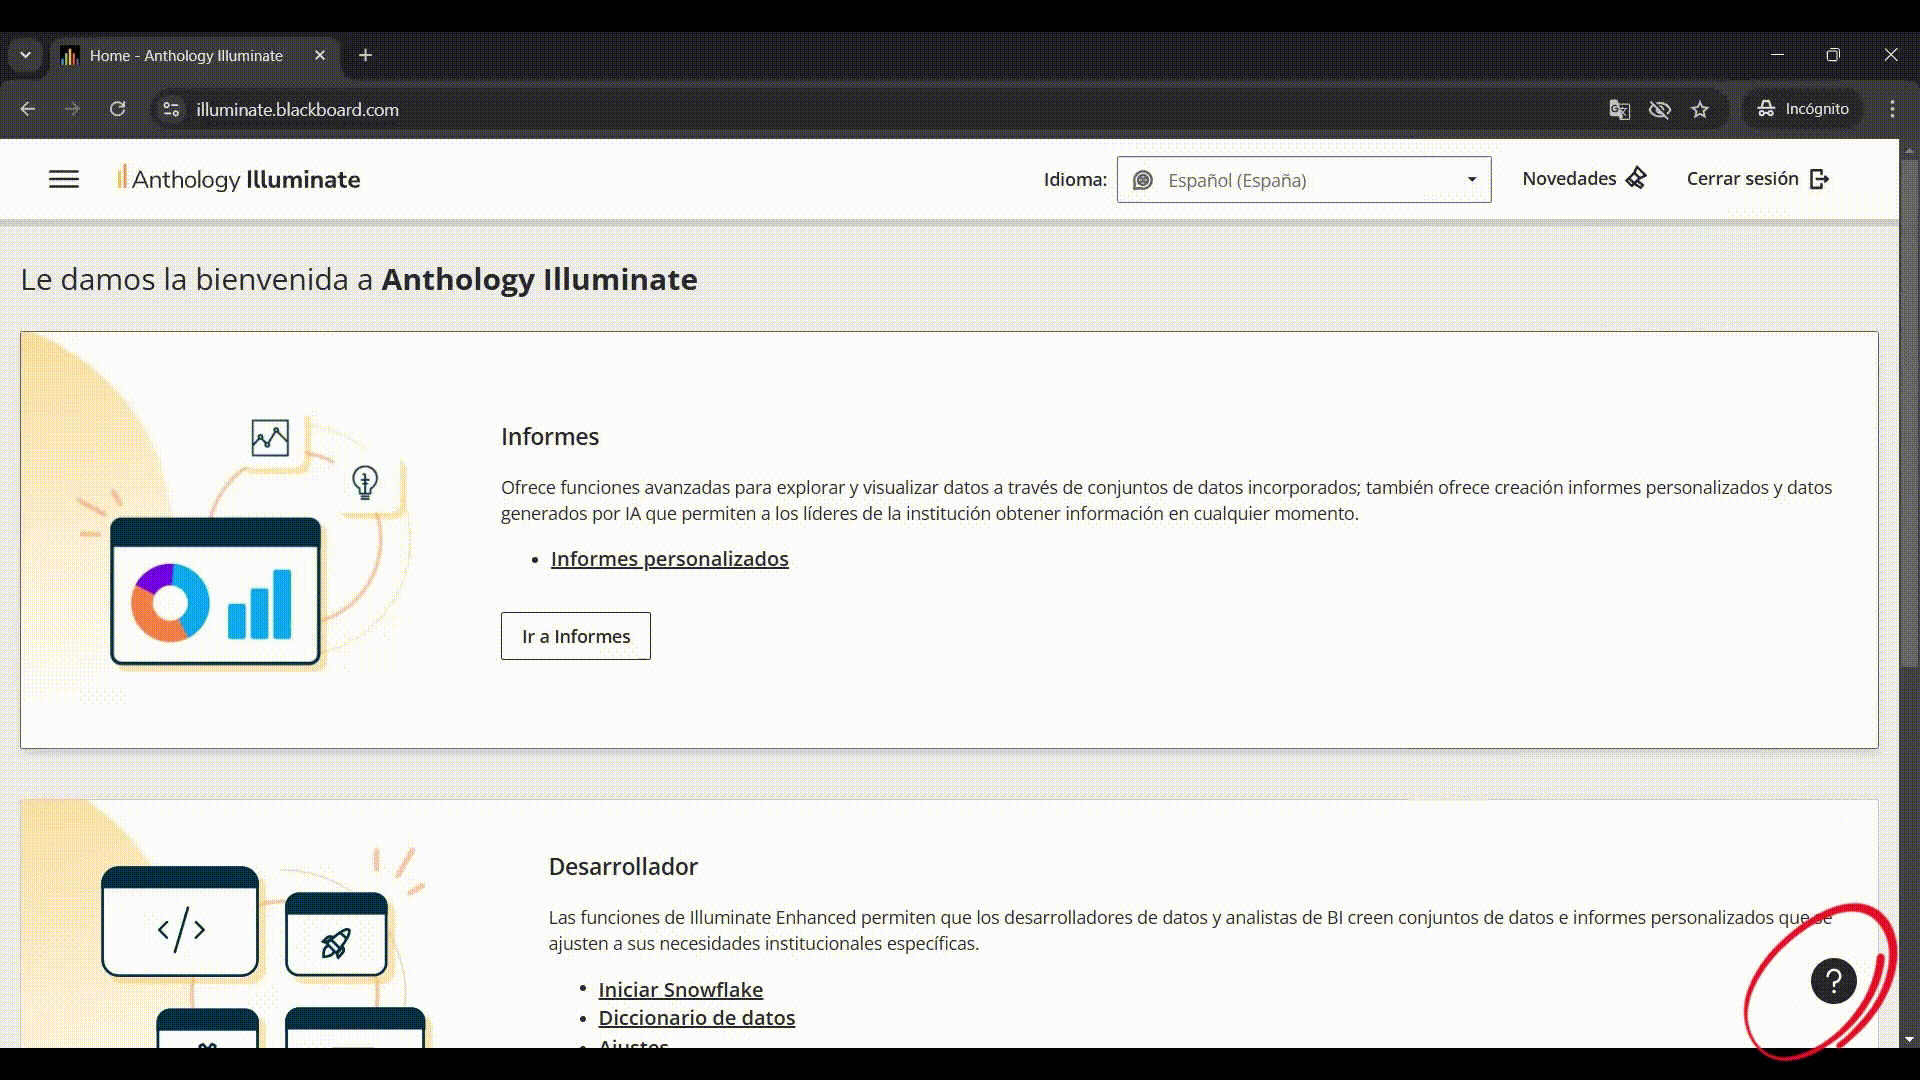 Home - Anthology Illuminate
illuminate.blackboard.com
Incógnito
Anthology Illuminate
Idioma:
Español (España)
Novedades
Cerrar sesión
Le damos la bienvenida a Anthology Illuminate
Informes
Ofrece funciones avanzadas para explorar y visualizar datos a través de conjuntos de datos incorporados; también ofrece creación informes personalizados y datos
generados por IA que permiten a los líderes de la institución obtener información en cualquier momento.
• Informes personalizados
Ir a Informes
Desarrollador
Las funciones de Illuminate Enhanced permiten que los desarrolladores de datos y analistas de BI creen conjuntos de datos e informes personalizados que se
ajusten a sus necesidades institucionales específicas.
• Iniciar Snowflake
• Diccionario de datos
• Ajustes